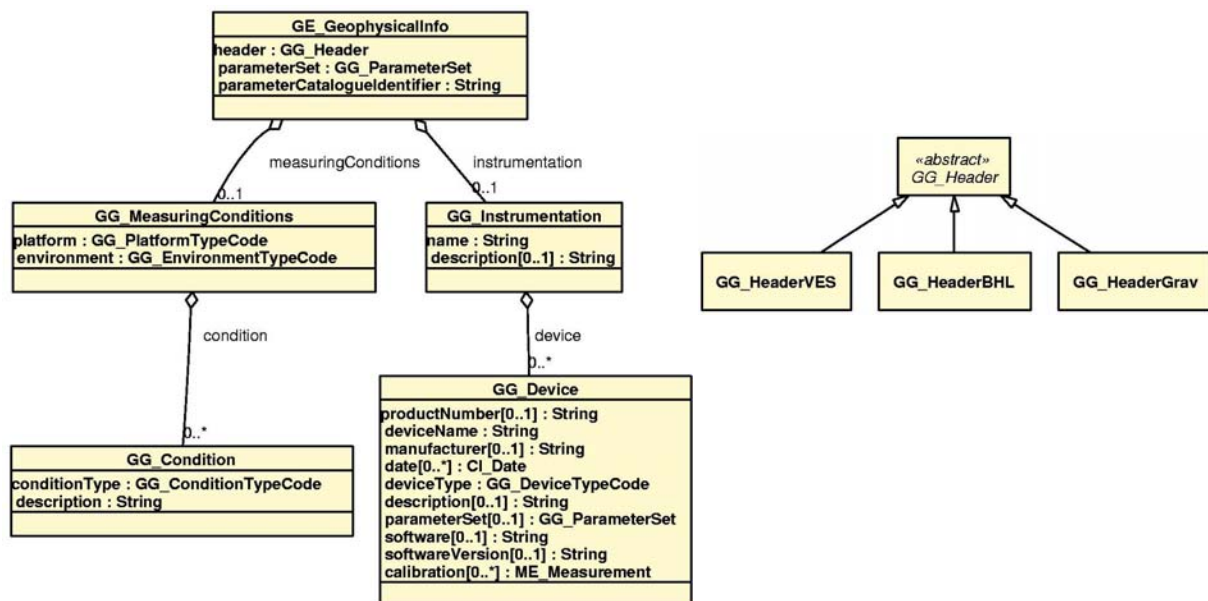 GE_GeophysicalInfo
header : GG_Header
parameterSet : GG_ParameterSet
parameterCatalogueIdentifier : String
measuringConditions
instrumentation
0..1
0..1
GG_MeasuringConditions
platform : GG_PlatformTypeCode
environment : GG_EnvironmentTypeCode
GG_Instrumentation
name : String
description[0..1] : String
condition
device
0..*
0..*
GG_Condition
conditionType : GG_ConditionTypeCode
description : String
GG_Device
productNumber[0..1] : String
deviceName : String
manufacturer[0..1] : String
date[0..*] : CI_Date
deviceType : GG_DeviceTypeCode
description[0..1] : String
parameterSet[0..1] : GG_ParameterSet
software[0..1] : String
softwareVersion[0..1] : String
calibration[0..*] : ME_Measurement
«abstract»
GG_Header
GG_HeaderVES
GG_HeaderBHL
GG_HeaderGrav